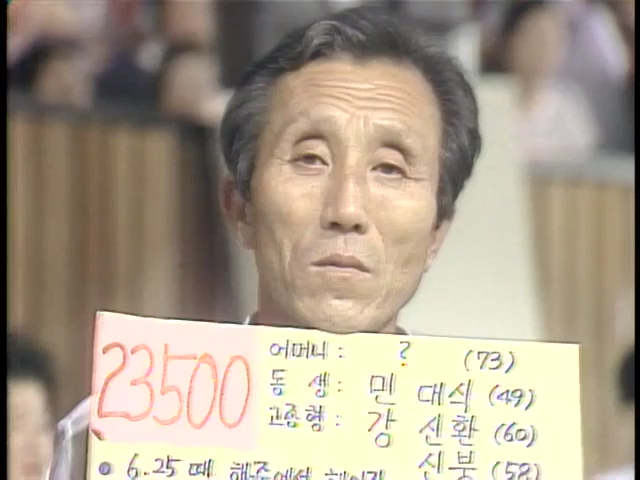 23500
어머니 : ? (73)
동 생 : 민 대식 (49)
고종형 : 강 신환 (60)
신붕 (58)
• 6.25 때 해주에서 헤어짐